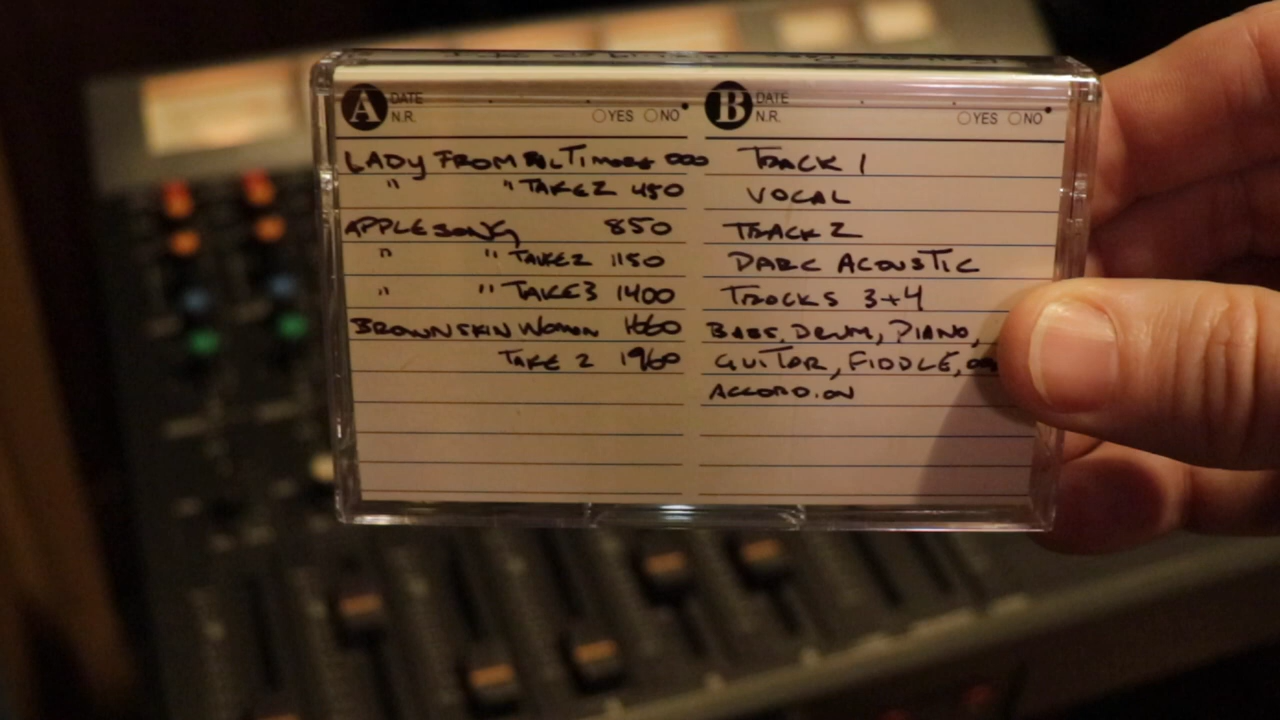 A DATE
N.R. YES NO
LADY FROM BALTIMORE 000
" " TAKE 2 450
APPLE SONG 850
" " TAKE 2 1150
" " TAKE 3 1400
BROWNSKIN WOMAN 1660
TAKE 2 1960
B DATE
N.R. YES NO
TRACK 1
VOCAL
TRACK 2
DARC ACOUSTIC
TRACKS 3+4
BASS, DRUM, PIANO,
GUITAR, FIDDLE,
ACCORDION